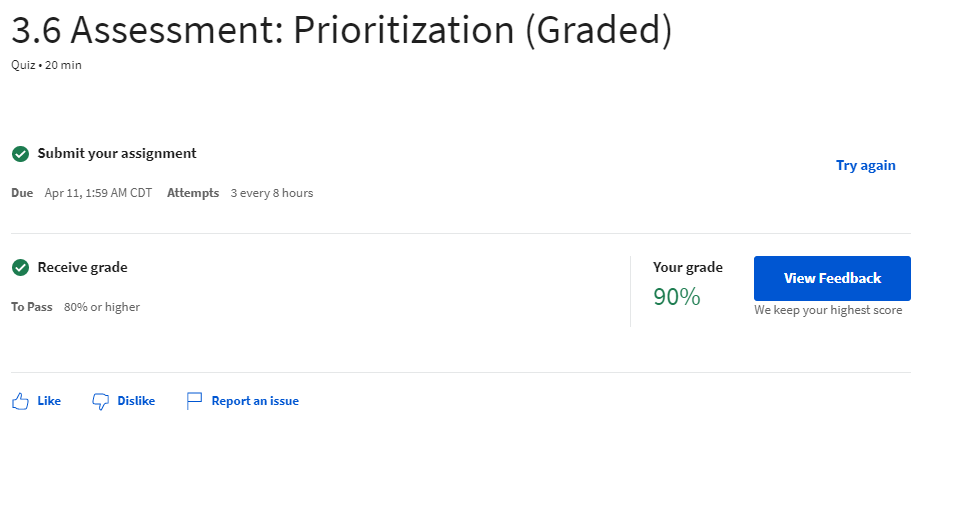 3.6 Assessment: Prioritization (Graded)
Quiz • 20 min
Submit your assignment
Try again
Due Apr 11, 1:59 AM CDT Attempts 3 every 8 hours
Receive grade
Your grade
View Feedback
90%
To Pass 80% or higher
We keep your highest score
Like Dislike Report an issue